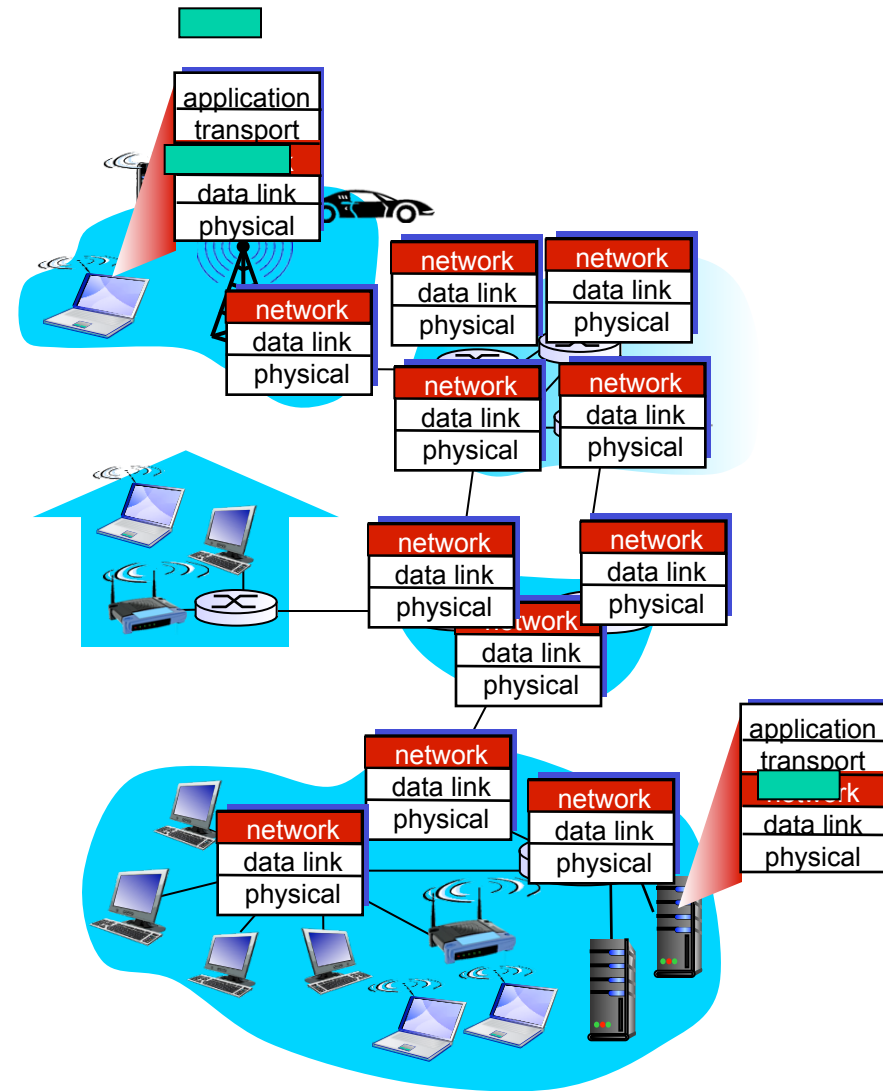 application
transport
data link
physical
network
data link
physical
network
data link
physical
network
data link
physical
network
data link
physical
network
data link
physical
network
data link
physical
network
data link
physical
network
data link
physical
network
data link
physical
network
data link
physical
network
data link
physical
application
transport
network
data link
physical